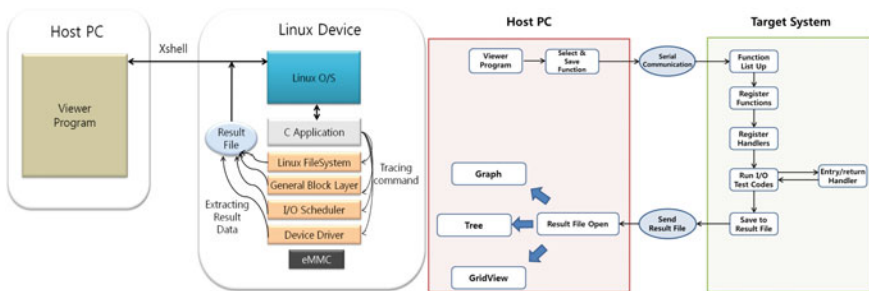 Host PC
Xshell
Viewer
Program
Linux Device
Linux O/S
C Application
Result
File
Linux FileSystem
General Block Layer
I/O Scheduler
Device Driver
eMMC
Tracing
command
Extracting
Result
Data
Host PC
Target System
Viewer
Program
Select &
Save
Function
Serial
Communication
Function
List Up
Register
Functions
Register
Handlers
Run I/O
Test Codes
Entry/return
Handler
Save to
Result File
Send
Result File
Result File Open
Graph
Tree
GridView